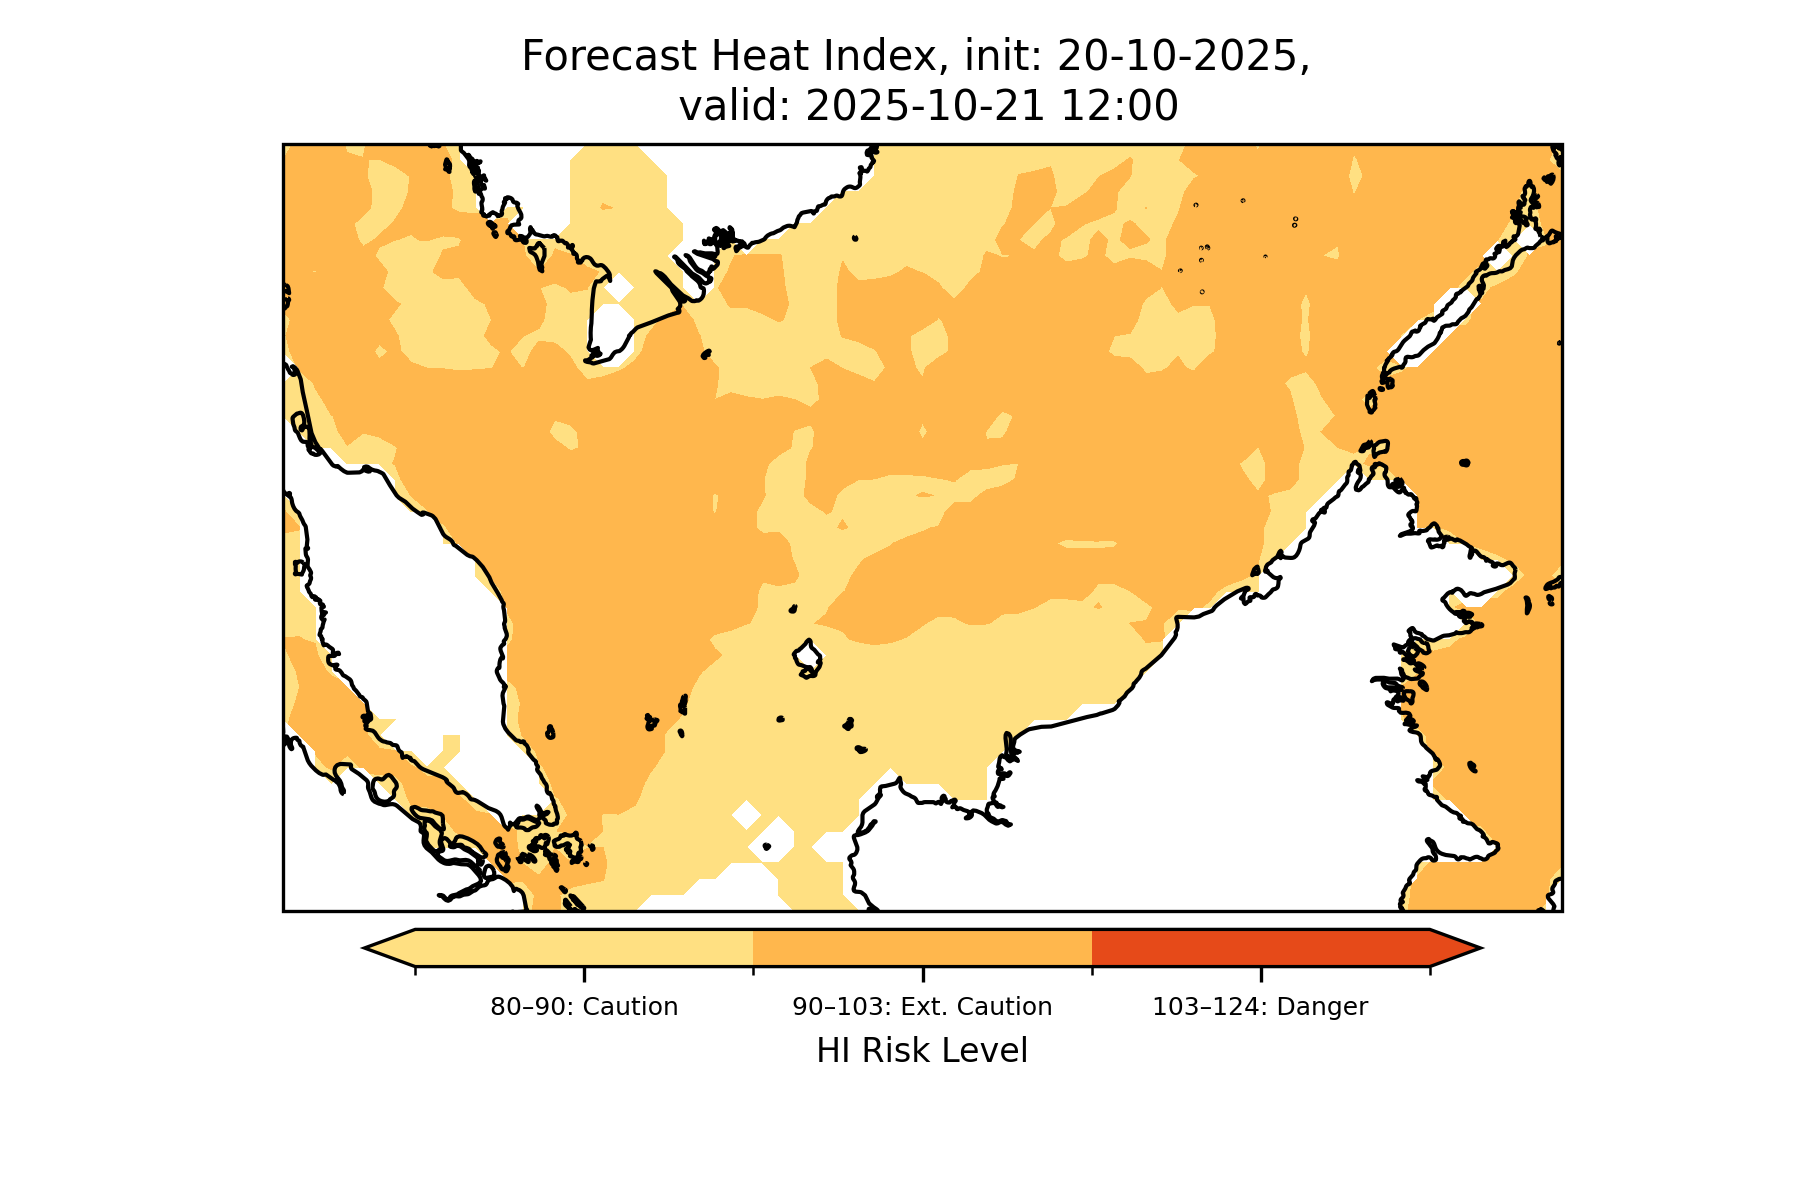 Forecast Heat Index, init: 20-10-2025,
valid: 2025-10-21 12:00
80–90: Caution
90–103: Ext. Caution
103–124: Danger
HI Risk Level